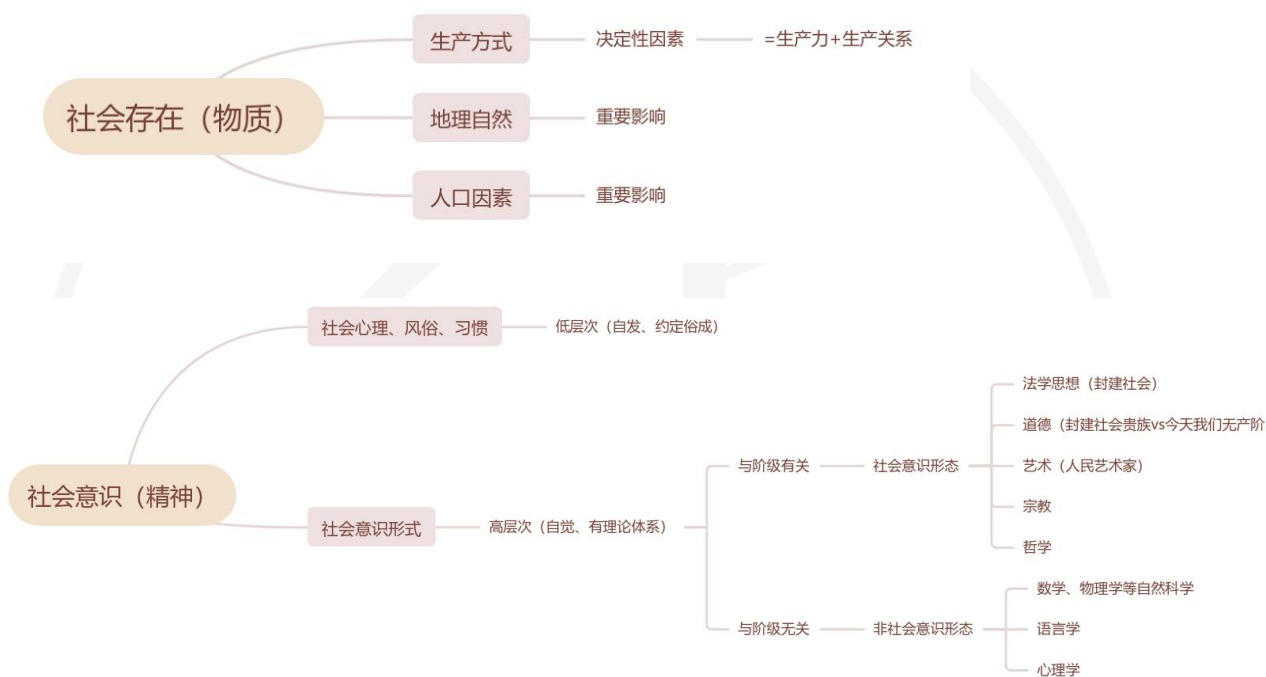 生产方式
决定性因素
=生产力+生产关系
社会存在（物质）
地理自然
重要影响
人口因素
重要影响
社会心理、风俗、习惯
低层次（自发、约定俗成）
法学思想（封建社会）
道德（封建社会贵族vs今天我们无产阶
与阶级有关
社会意识形态
艺术（人民艺术家）
社会意识（精神）
宗教
社会意识形式
高层次（自觉、有理论体系）
哲学
数学、物理学等自然科学
与阶级无关
非社会意识形态
语言学
心理学